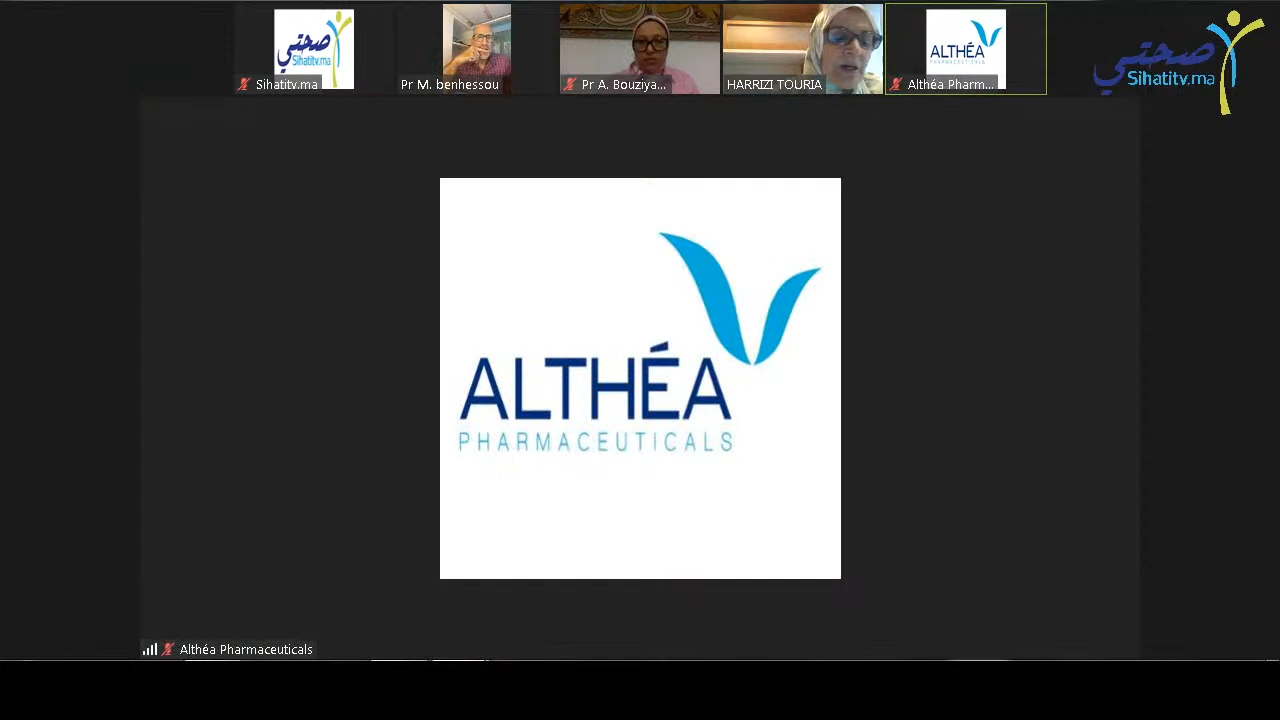 صحتي
Sihatitv.ma
Sihatitv.ma
Pr M. benhessou
Pr A. Bouziya...
HARRIZI TOURIA
ALTHÉA
PHARMACEUTICALS
Althéa Pharm...
صحتي
Sihatitv.ma
ALTHÉA
PHARMACEUTICALS
Althéa Pharmaceuticals